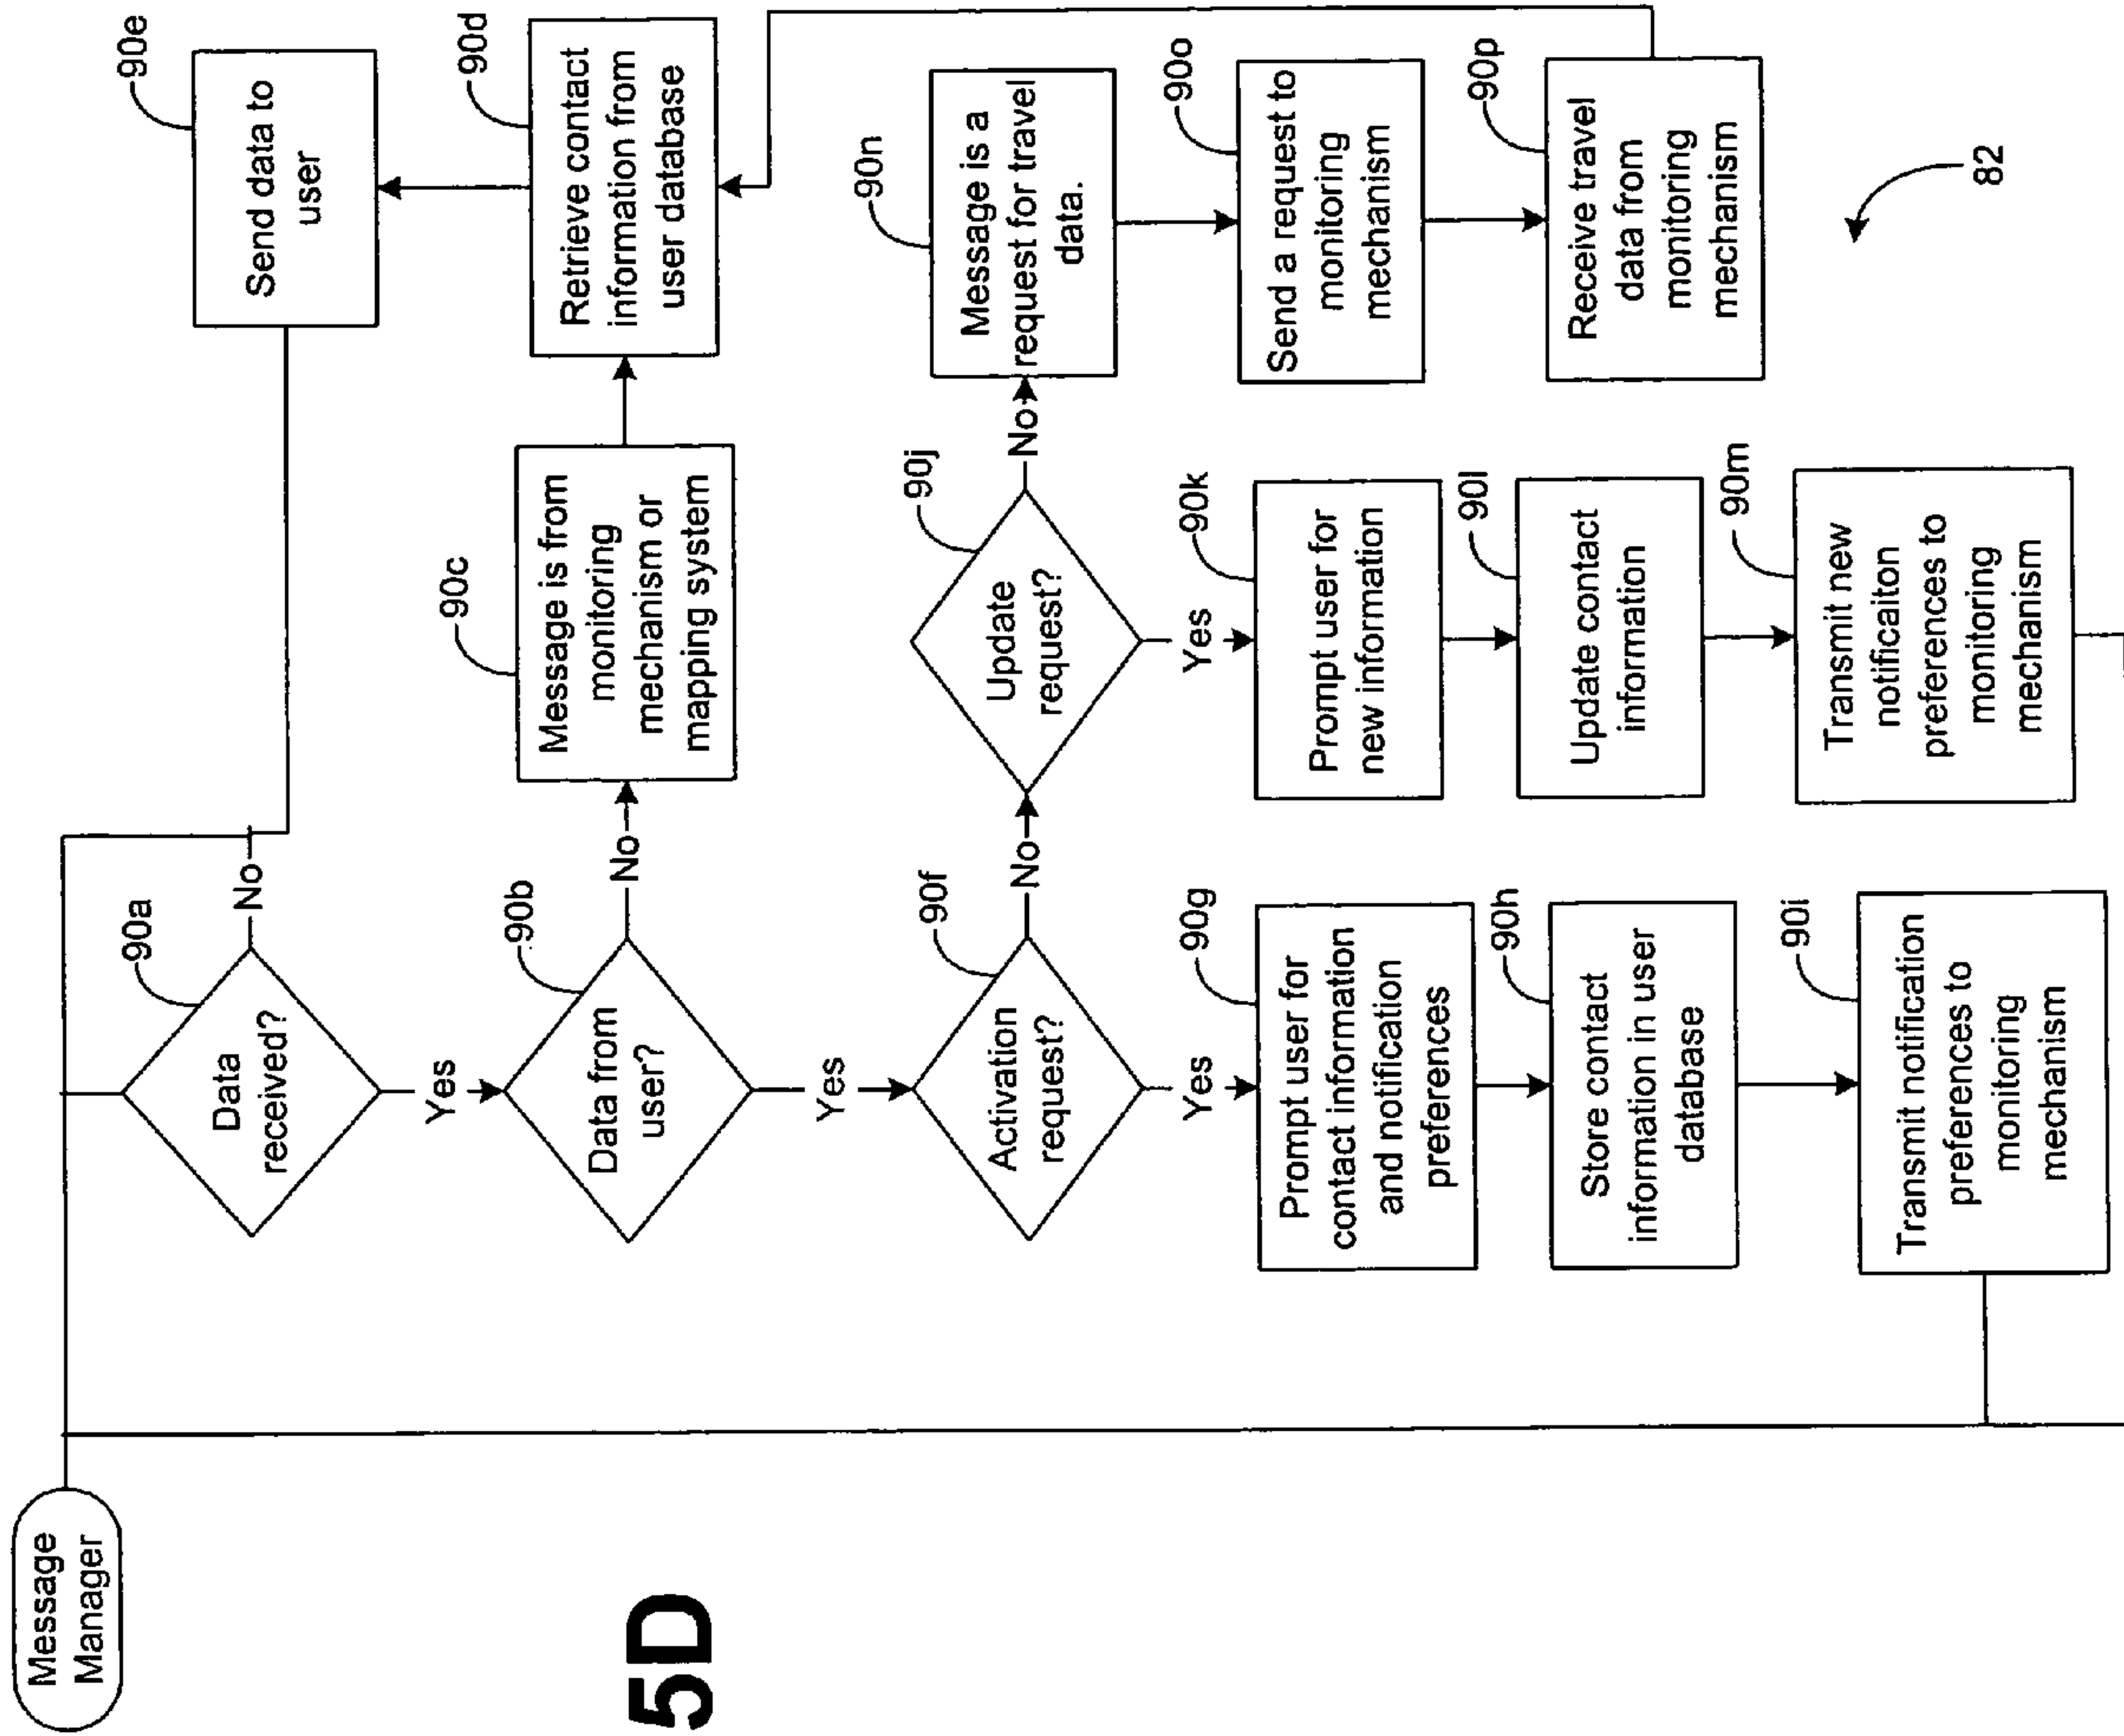 Message
Manager
90a
Data
received?
No
Yes
90b
Data from
user?
No
Yes
90c
Message is from
monitoring
mechanism or
mapping system
90d
Retrieve contact
information from
user database
90e
Send data to
user
90f
Activation
request?
No
Yes
90g
Prompt user for
contact information
and notification
preferences
90h
Store contact
information in user
database
90i
Transmit notification
preferences to
monitoring
mechanism
90j
Update
request?
No
Yes
90k
Prompt user for
new information
90l
Update contact
information
90m
Transmit new
notificaiton
preferences to
monitoring
mechanism
90n
Message is a
request for travel
data.
90o
Send a request to
monitoring
mechanism
90p
Receive travel
data from
monitoring
mechanism
82
5D